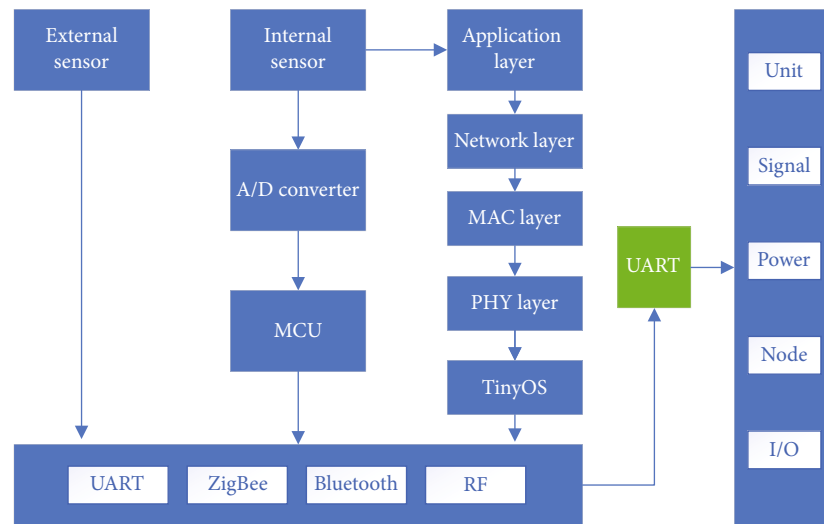 External
sensor
Internal
sensor
Application
layer
Network layer
A/D converter
MAC layer
PHY layer
MCU
TinyOS
UART
ZigBee
Bluetooth
RF
UART
Unit
Signal
Power
Node
I/O